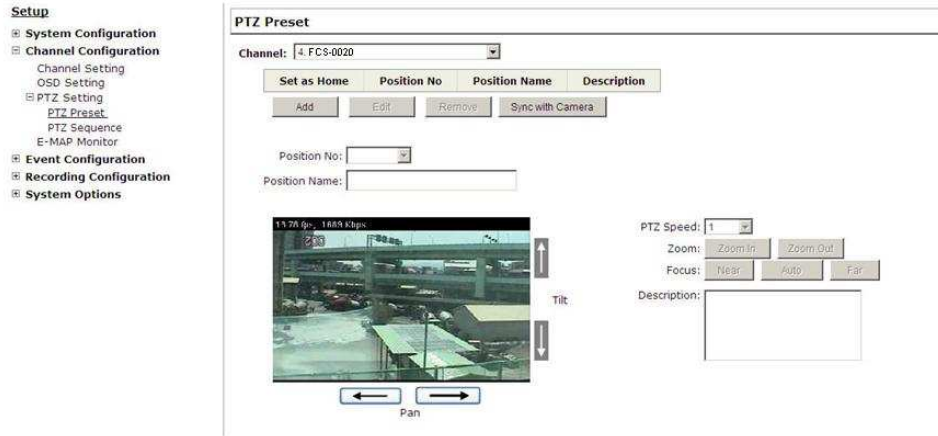 Setup
System Configuration
Channel Configuration
Channel Setting
OSD Setting
PTZ Setting
PTZ Preset
PTZ Sequence
E-MAP Monitor
Event Configuration
Recording Configuration
System Options
PTZ Preset
Channel: 4. FCS-0020
Set as Home Position No Position Name Description
Add Edit Remove Sync with Camera
Position No:
Position Name:
1689 Kbps
Tilt
Pan
PTZ Speed: 1
Zoom: Zoom In Zoom Out
Focus: Near Auto Far
Description: